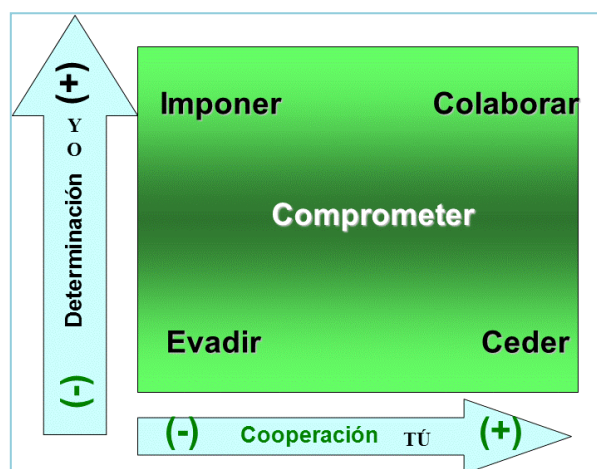 (+)
Y
O
Determinación
(-)
Imponer
Colaborar
Comprometer
Evadir
Ceder
(-) Cooperación TÚ (+)